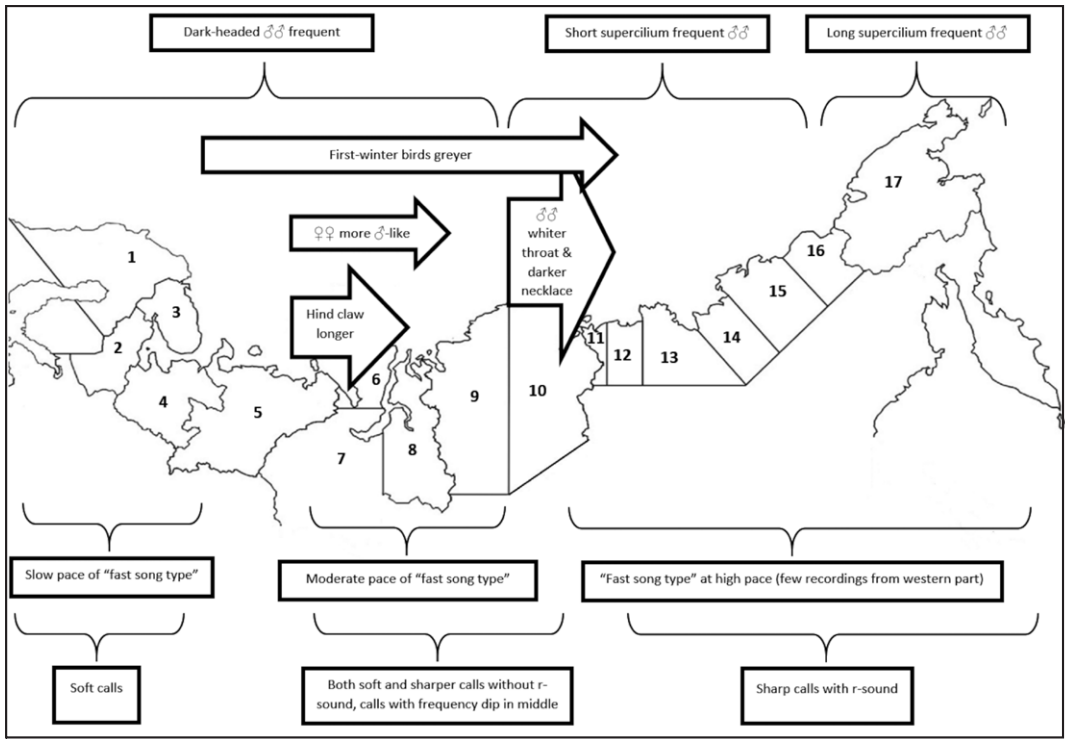 Dark-headed ♂♂ frequent
Short supercilium frequent ♂♂
Long supercilium frequent ♂♂
First-winter birds greyer
♀♀ more ♂-like
♂♂
whiter
throat &
darker
necklace
Hind claw
longer
1
2
3
4
5
6
7
8
9
10
11
12
13
14
15
16
17
Slow pace of “fast song type”
Moderate pace of “fast song type”
“Fast song type” at high pace (few recordings from western part)
Soft calls
Both soft and sharper calls without r-
sound, calls with frequency dip in middle
Sharp calls with r-sound